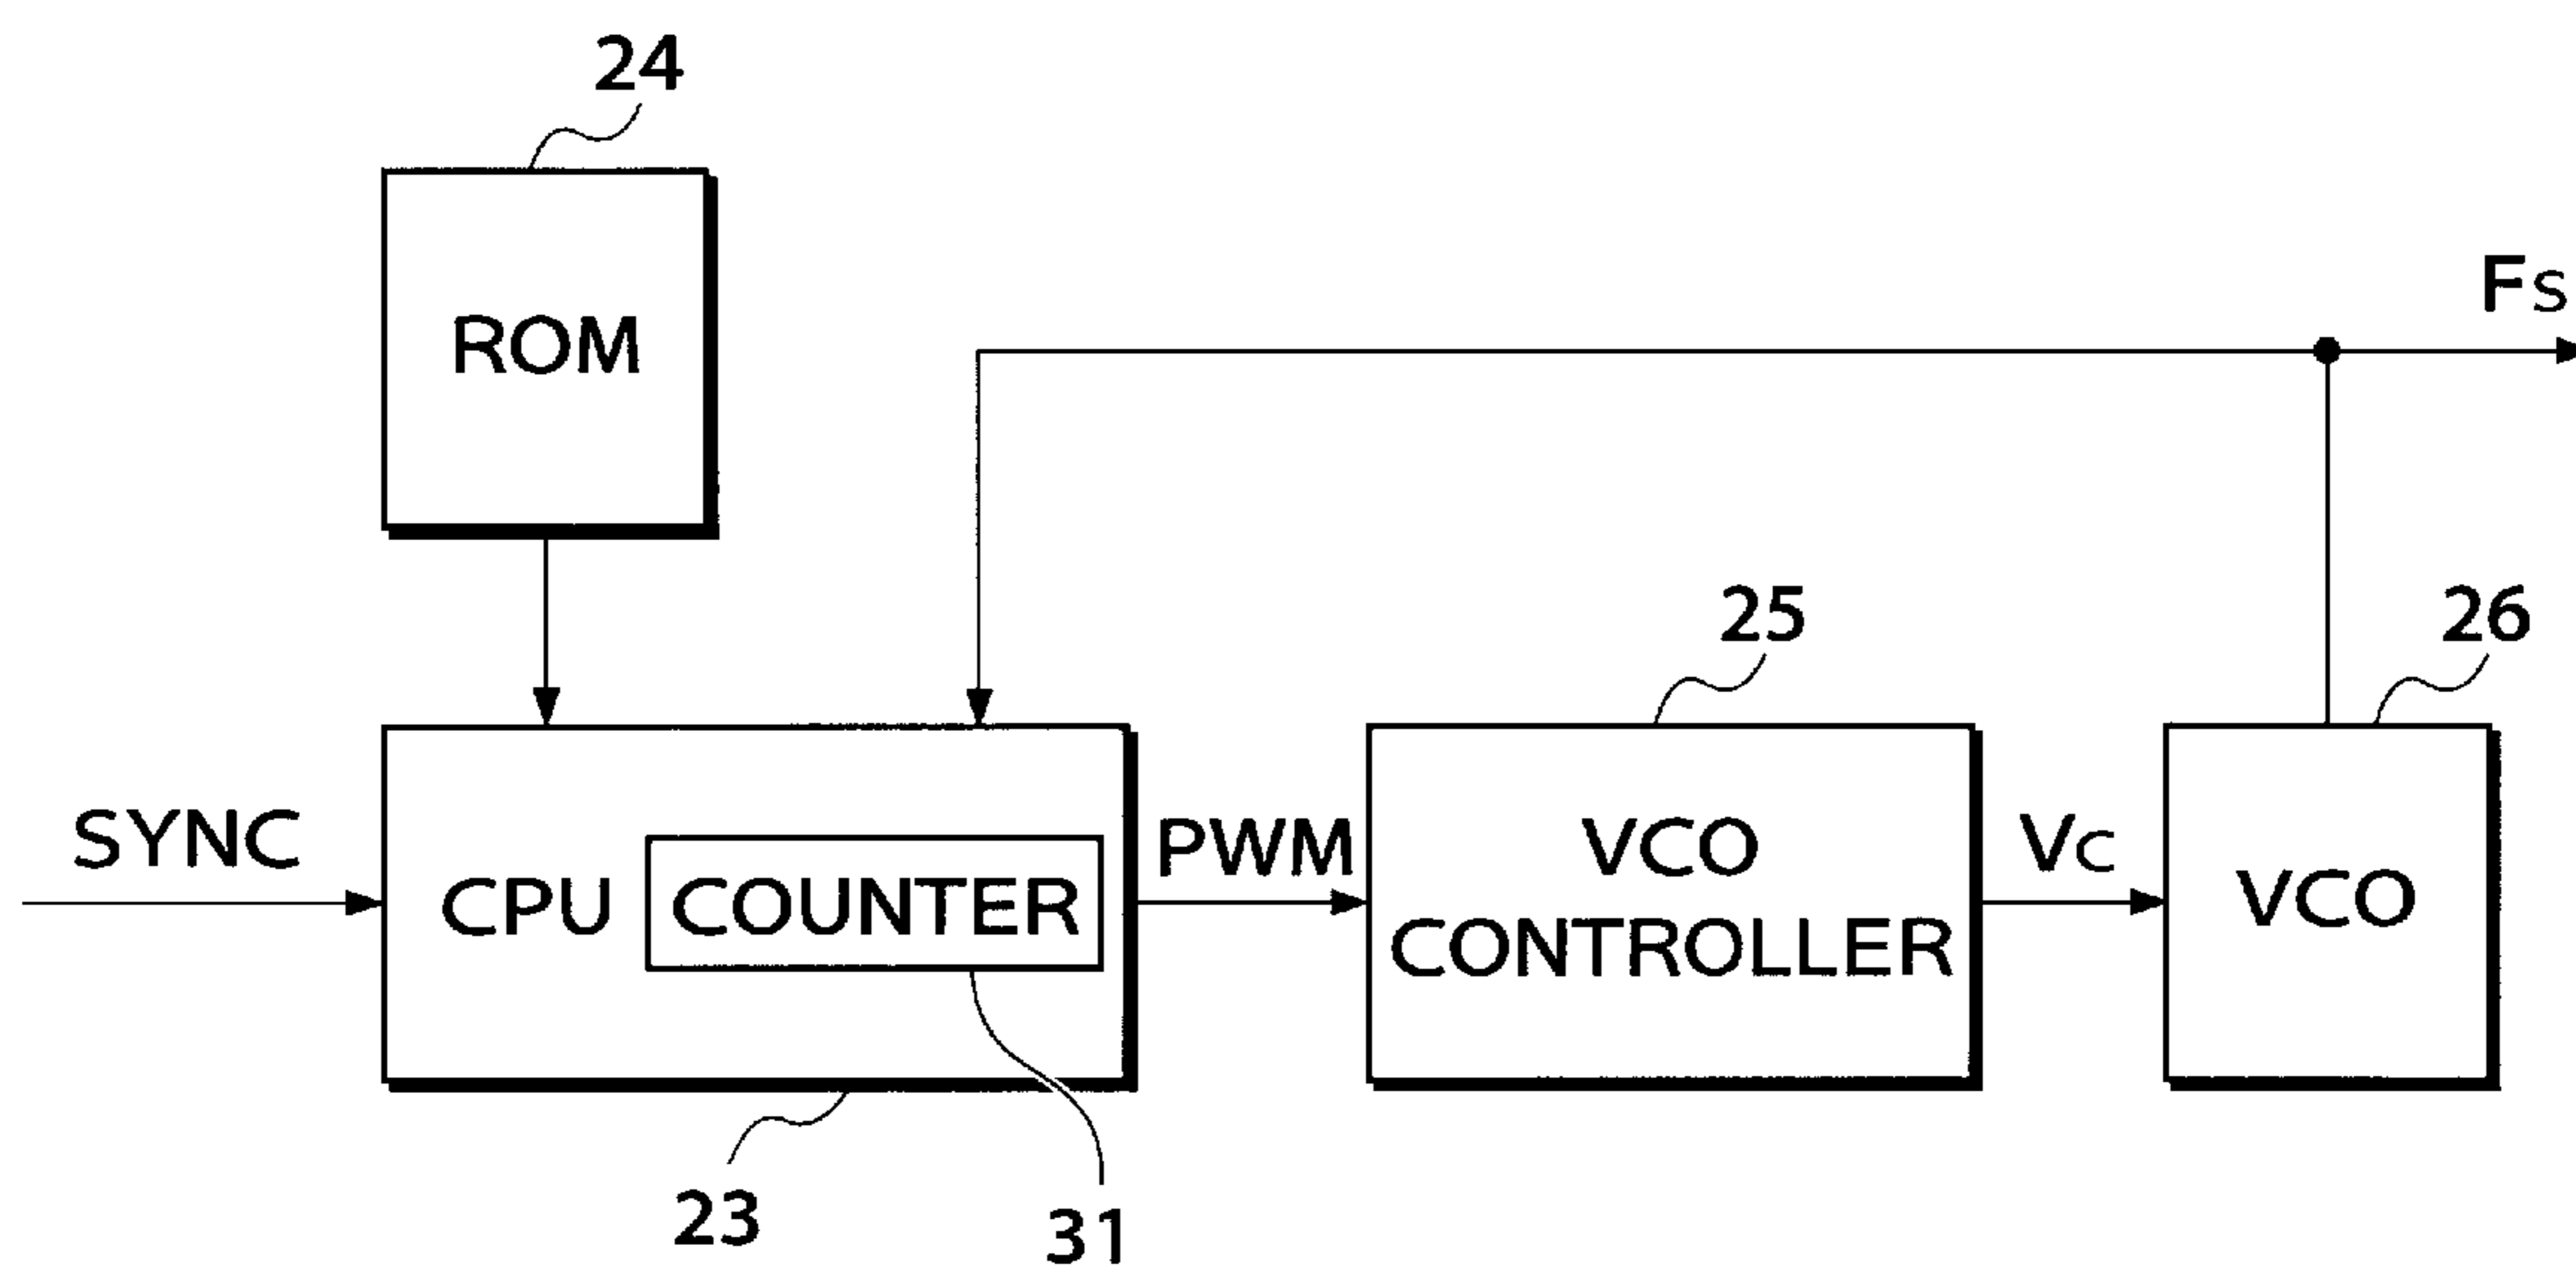 24
ROM
Fs
25
26
SYNC
CPU
COUNTER
PWM
VCO
CONTROLLER
Vc
VCO
23
31